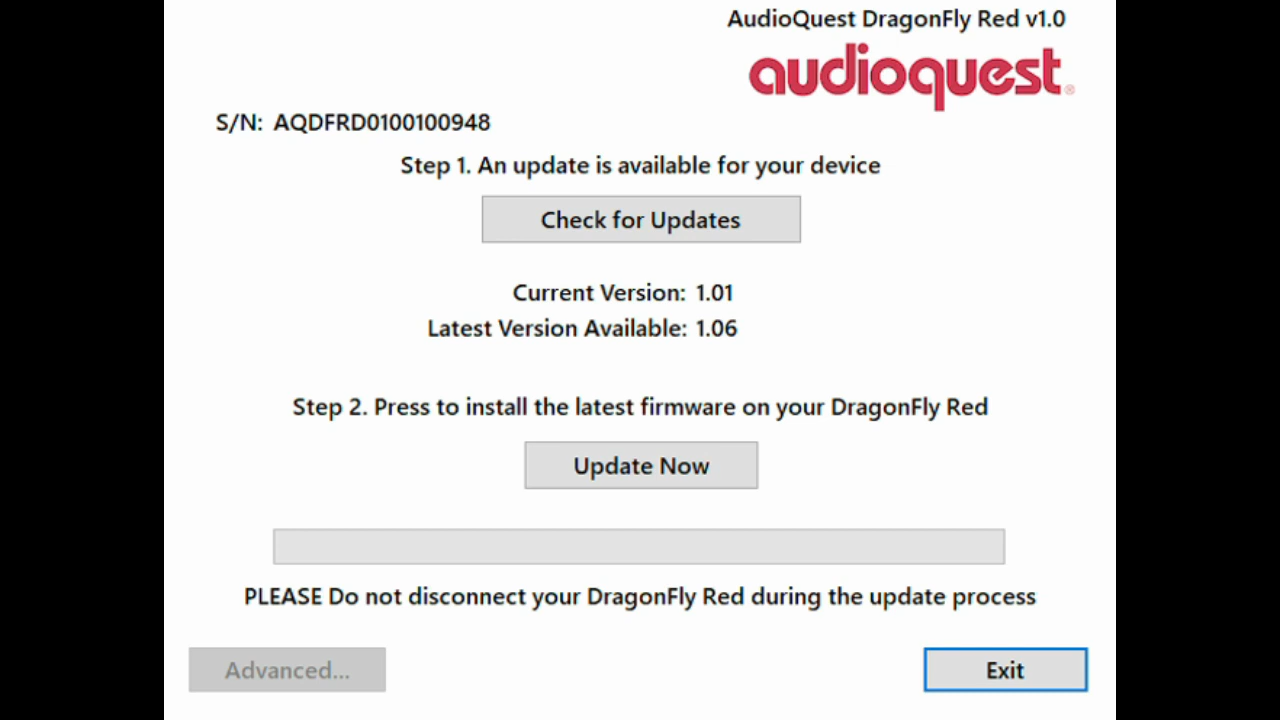 AudioQuest DragonFly Red v1.0
audioquest®
S/N: AQDFRD0100100948
Step 1. An update is available for your device
Check for Updates
Current Version: 1.01
Latest Version Available: 1.06
Step 2. Press to install the latest firmware on your DragonFly Red
Update Now
PLEASE Do not disconnect your DragonFly Red during the update process
Advanced...
Exit